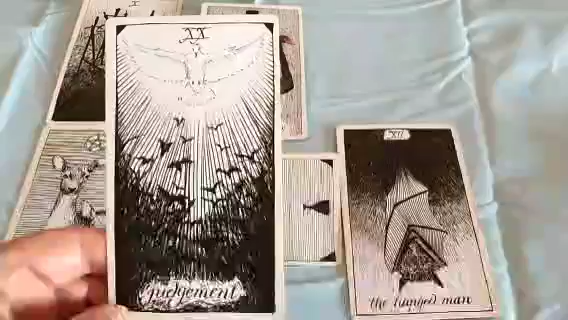 XX
judgement
XII
the hanged man
I